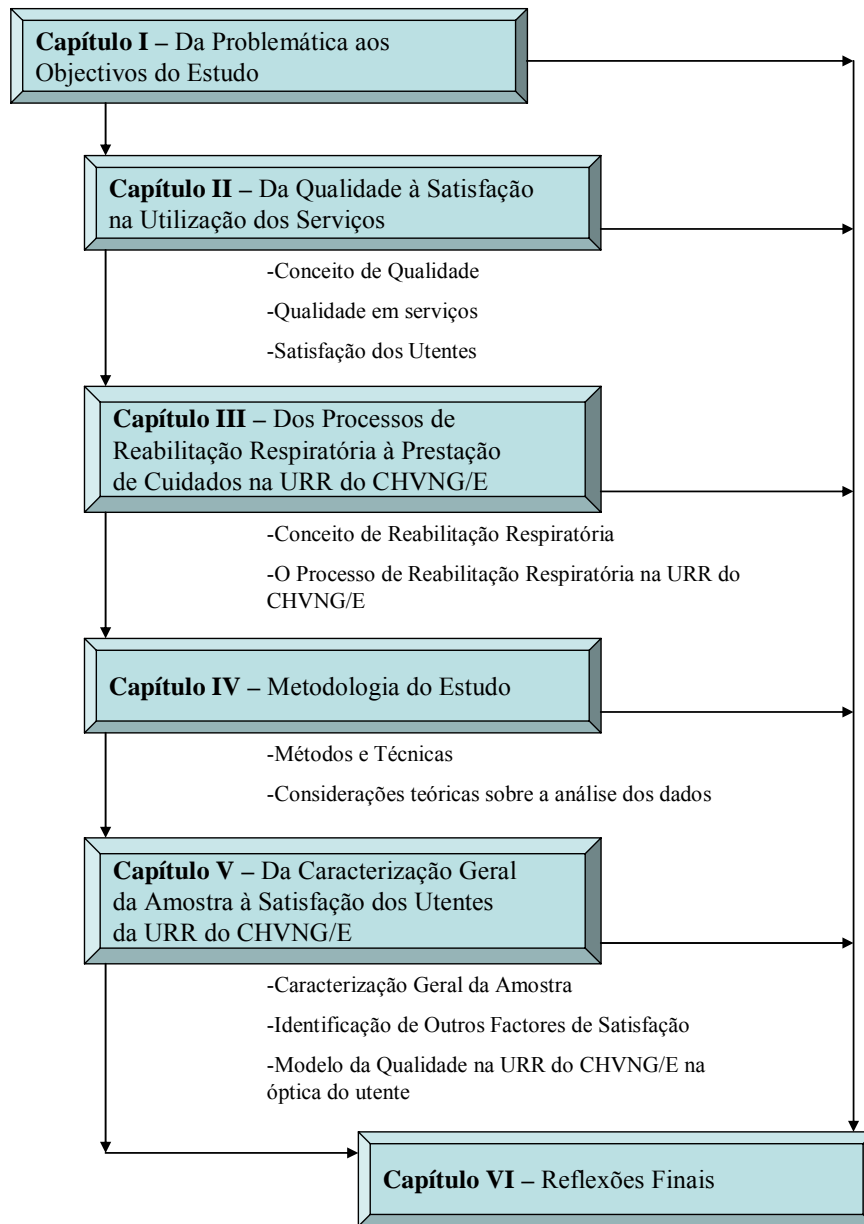 Capítulo I – Da Problemática aos
Objectivos do Estudo
Capítulo II – Da Qualidade à Satisfação
na Utilização dos Serviços
-Conceito de Qualidade
-Qualidade em serviços
-Satisfação dos Utentes
Capítulo III – Dos Processos de
Reabilitação Respiratória à Prestação
de Cuidados na URR do CHVNG/E
-Conceito de Reabilitação Respiratória
-O Processo de Reabilitação Respiratória na URR do
CHVNG/E
Capítulo IV – Metodologia do Estudo
-Métodos e Técnicas
-Considerações teóricas sobre a análise dos dados
Capítulo V – Da Caracterização Geral
da Amostra à Satisfação dos Utentes
da URR do CHVNG/E
-Caracterização Geral da Amostra
-Identificação de Outros Factores de Satisfação
-Modelo da Qualidade na URR do CHVNG/E na
óptica do utente
Capítulo VI – Reflexões Finais